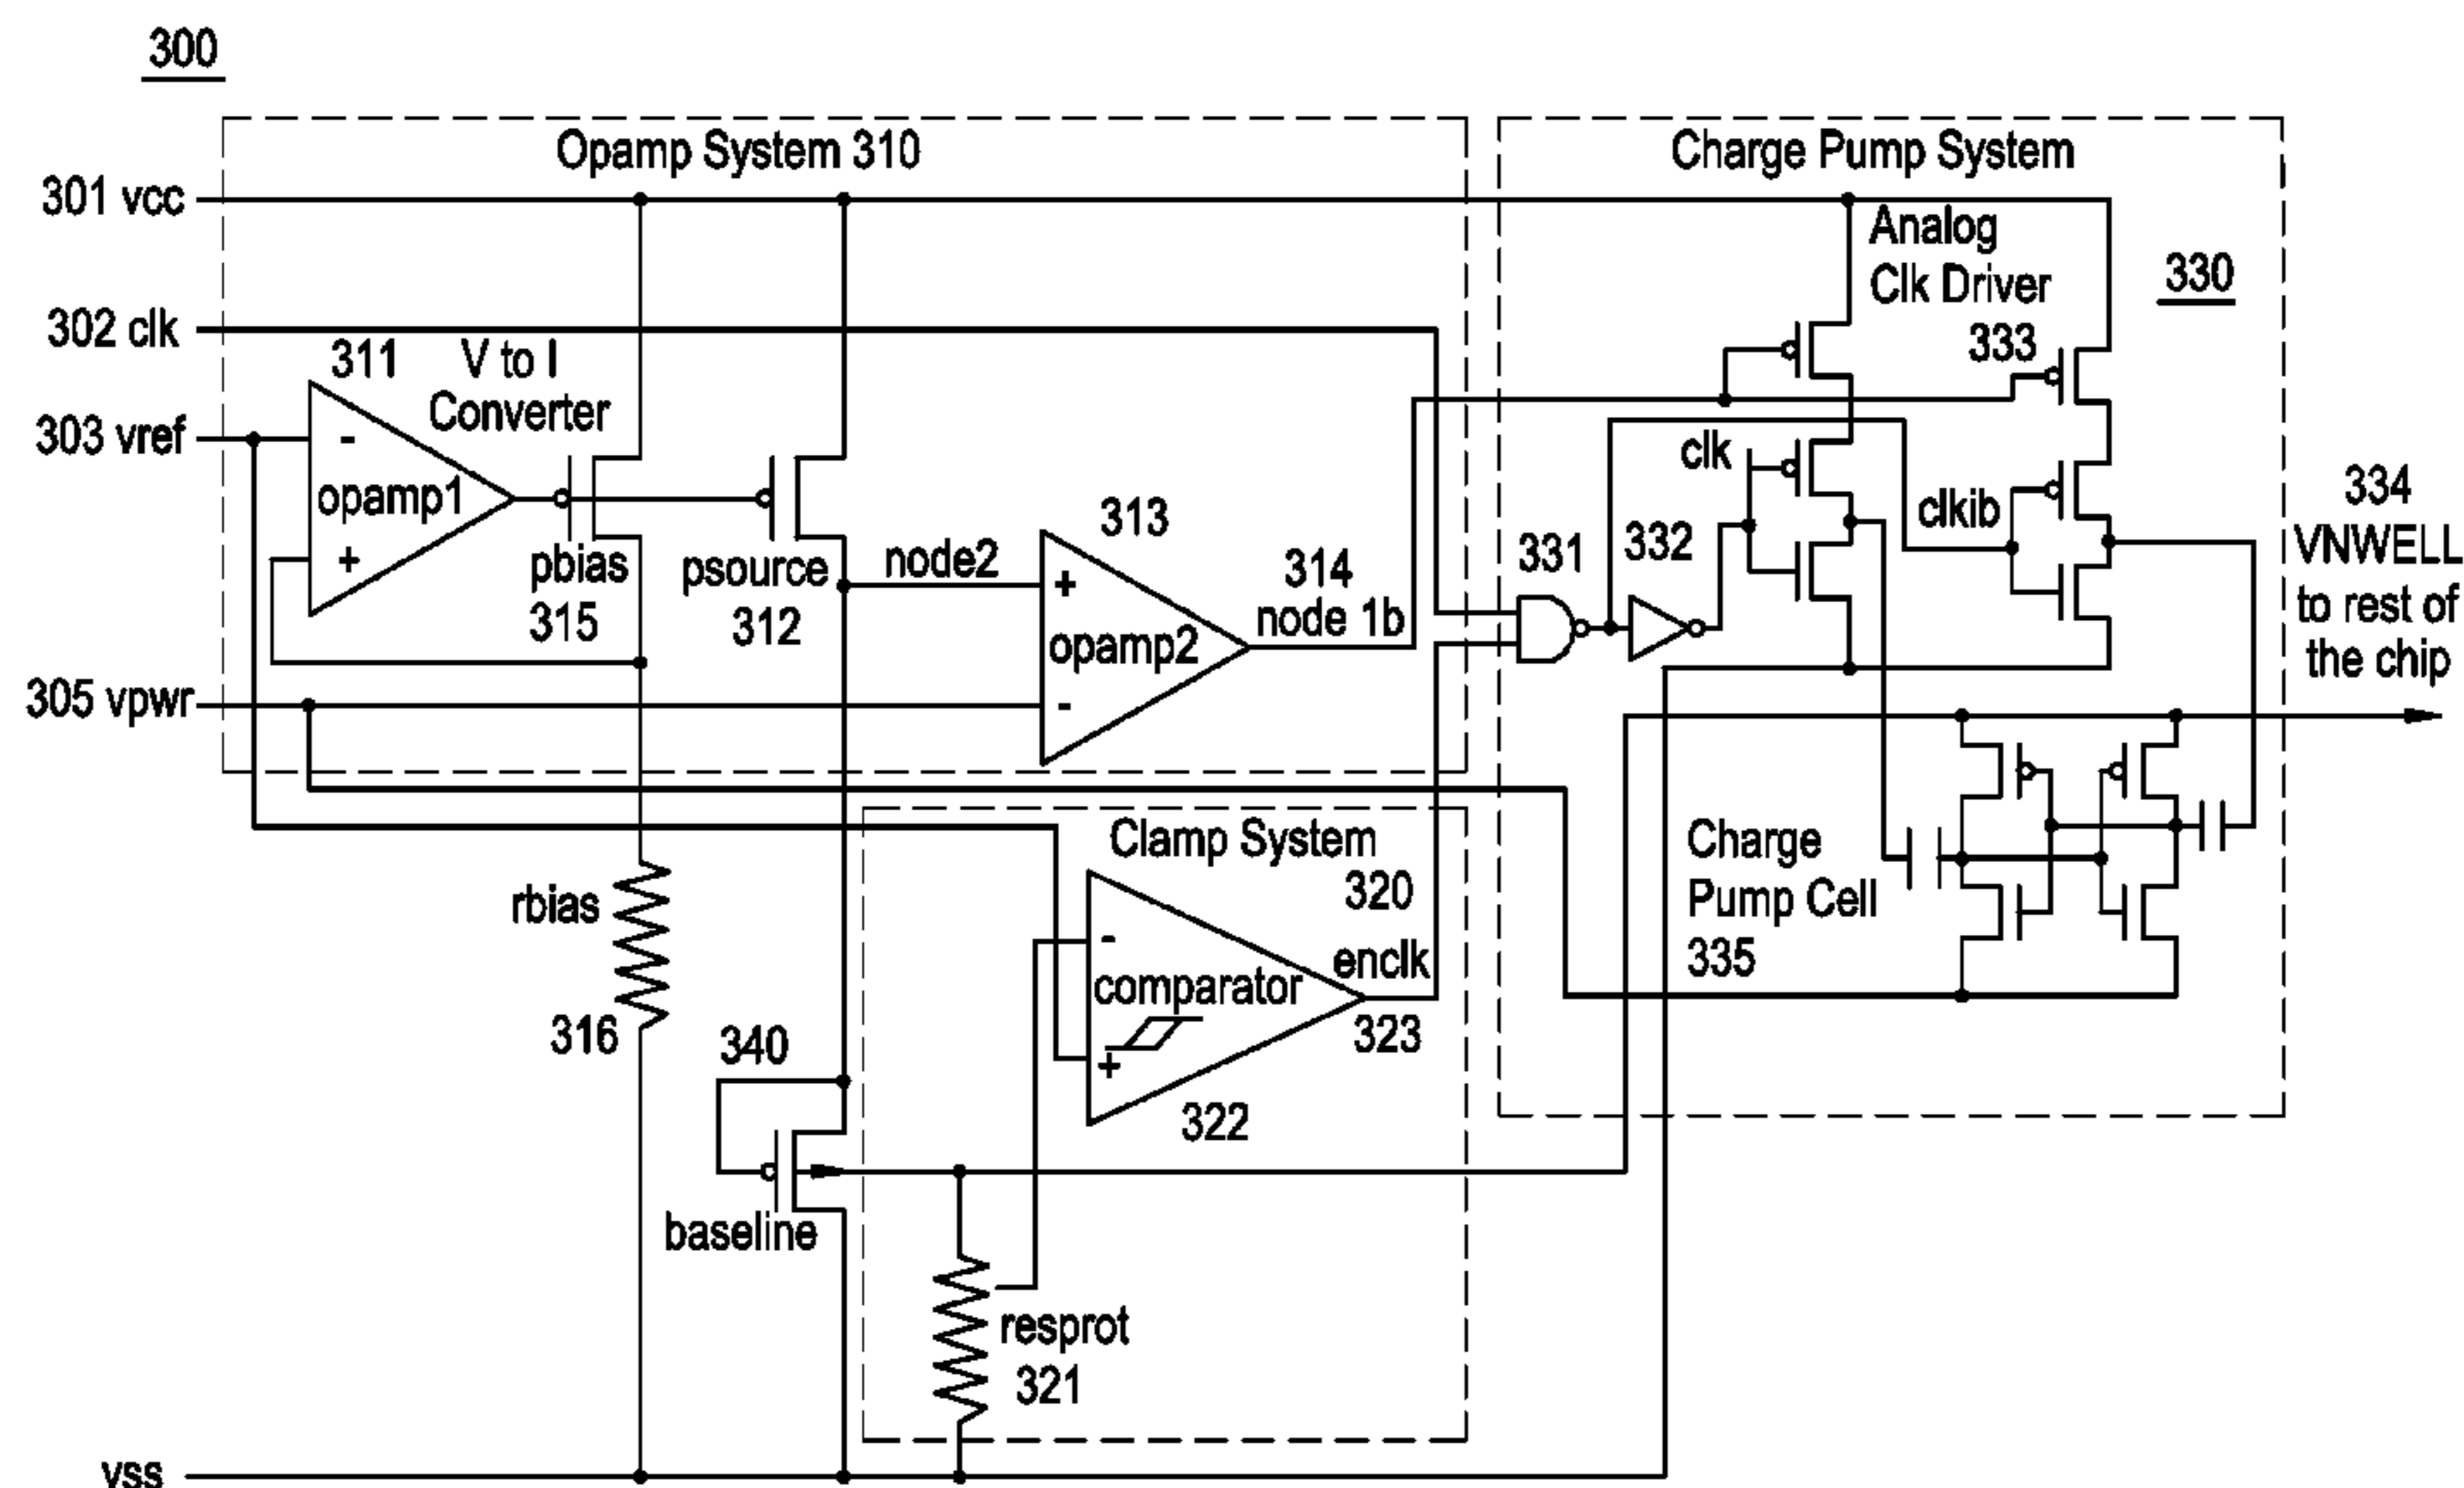 300
Opamp System 310
Charge Pump System
301 vcc
Analog
Clk Driver
333
330
302 clk
311
V to I
Converter
303 vref
-
opamp1
+
pbias
315
psource
312
node2
313
+
opamp2
-
314
node 1b
331
332
clk
clkib
334
VNWELL
to rest of
the chip
305 vpwr
Clamp System
320
Charge
Pump Cell
335
rbias
316
-
comparator
+
enclk
323
322
340
baseline
resprot
321
vss